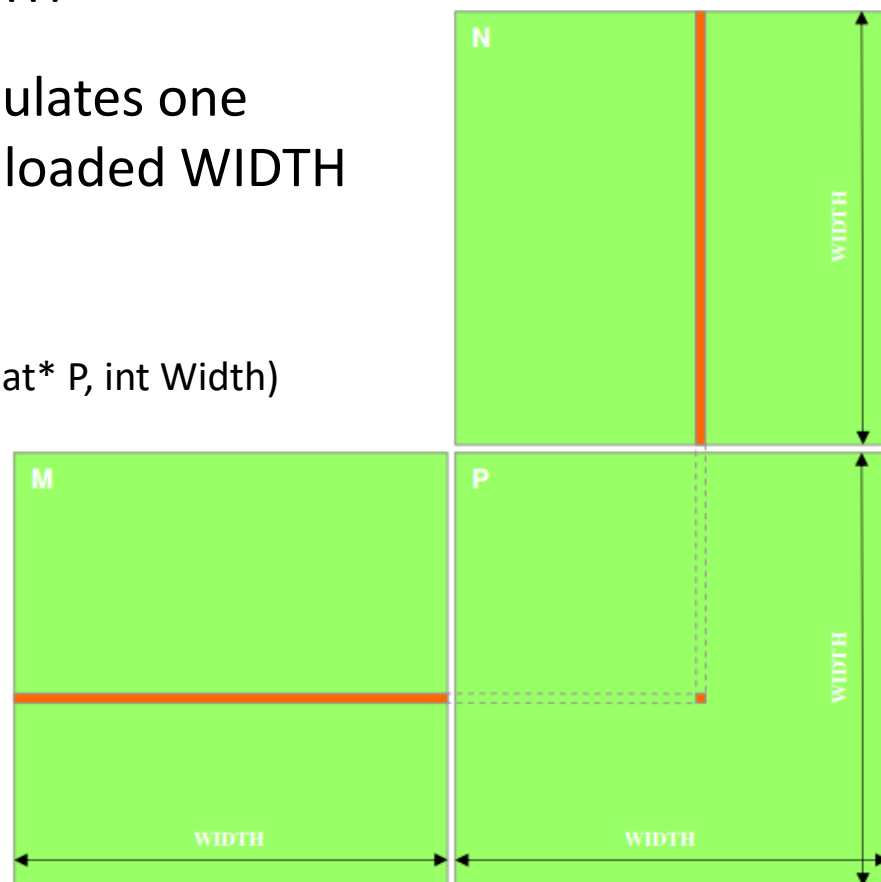 ulates one
loaded WIDTH
at* P, int Width)
N
WIDTH
M
P
WIDTH
WIDTH
WIDTH